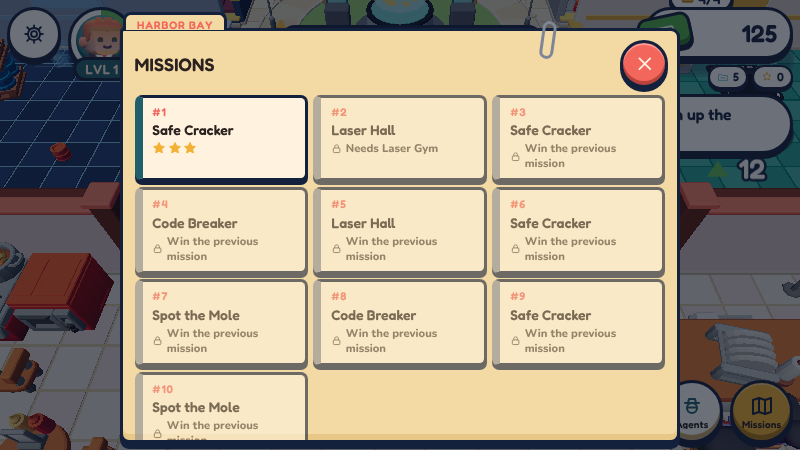 HARBOR BAY
4/4
125
LVL 1
MISSIONS
5
0
#1
Safe Cracker
#2
Laser Hall
Needs Laser Gym
#3
Safe Cracker
Win the previous
mission
up the
12
#4
Code Breaker
Win the previous
mission
#5
Laser Hall
Win the previous
mission
#6
Safe Cracker
Win the previous
mission
#7
Spot the Mole
Win the previous
mission
#8
Code Breaker
Win the previous
mission
#9
Safe Cracker
Win the previous
mission
#10
Spot the Mole
Win the previous
mission
Missions